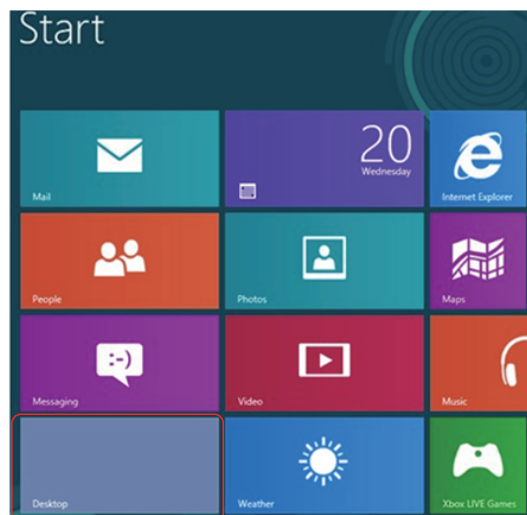 Start
Mail
20
Wednesday
Internet Explorer
People
Photos
Maps
Messaging
:-)
Video
Music
Desktop
Weather
Xbox LIVE Games